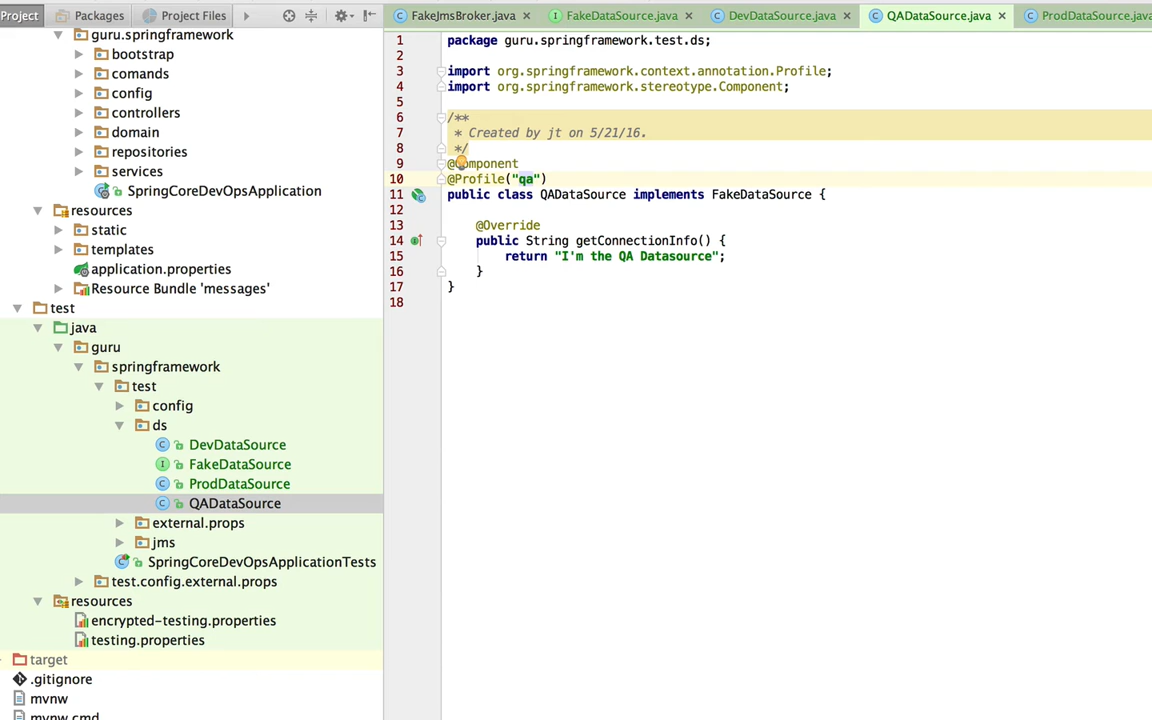 Project Packages Project Files
FakeJmsBroker.java FakeDataSource.java DevDataSource.java QADataSource.java ProdDataSource.java
guru.springframework
bootstrap
comands
config
controllers
domain
repositories
services
SpringCoreDevOpsApplication
resources
static
templates
application.properties
Resource Bundle 'messages'
test
java
guru
springframework
test
config
ds
DevDataSource
FakeDataSource
ProdDataSource
QADataSource
external.props
jms
SpringCoreDevOpsApplicationTests
test.config.external.props
resources
encrypted-testing.properties
testing.properties
target
.gitignore
mvnw
mvnw.cmd
1 package guru.springframework.test.ds;
2
3 import org.springframework.context.annotation.Profile;
4 import org.springframework.stereotype.Component;
5
6 /**
7 * Created by jt on 5/21/16.
8 */
9 @Component
10 @Profile("qa")
11 public class QADataSource implements FakeDataSource {
12
13 @Override
14 public String getConnectionInfo() {
15 return "I'm the QA Datasource";
16 }
17 }
18